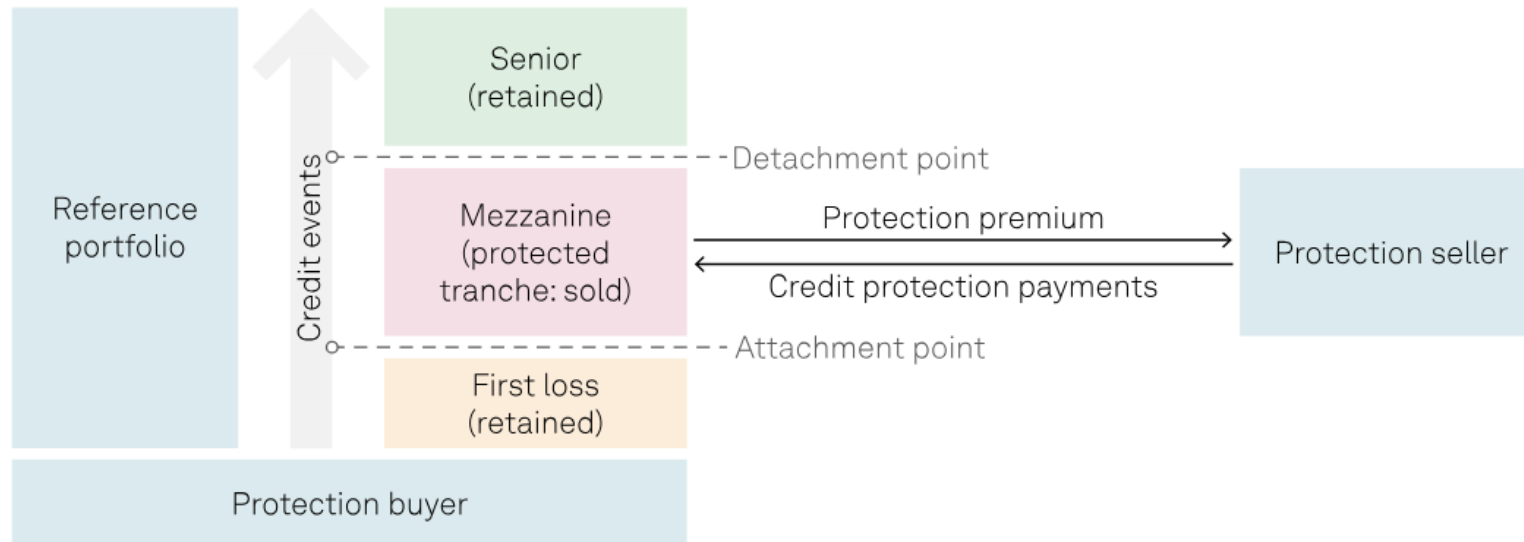 Senior
(retained)
Detachment point
Credit events
Reference
portfolio
Mezzanine
(protected
tranche: sold)
Protection premium
Credit protection payments
Protection seller
Attachment point
First loss
(retained)
Protection buyer